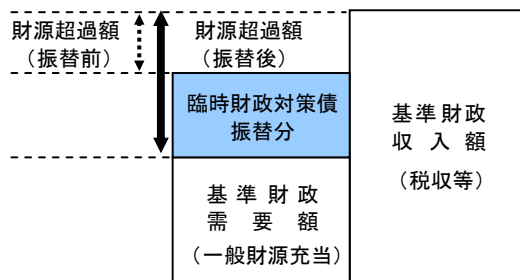 財源超過額
（振替前）
財源超過額
（振替後）
臨時財政対策債
振替分
基準財政
需要額
（一般財源充当）
基準財政
収入額
（税収等）